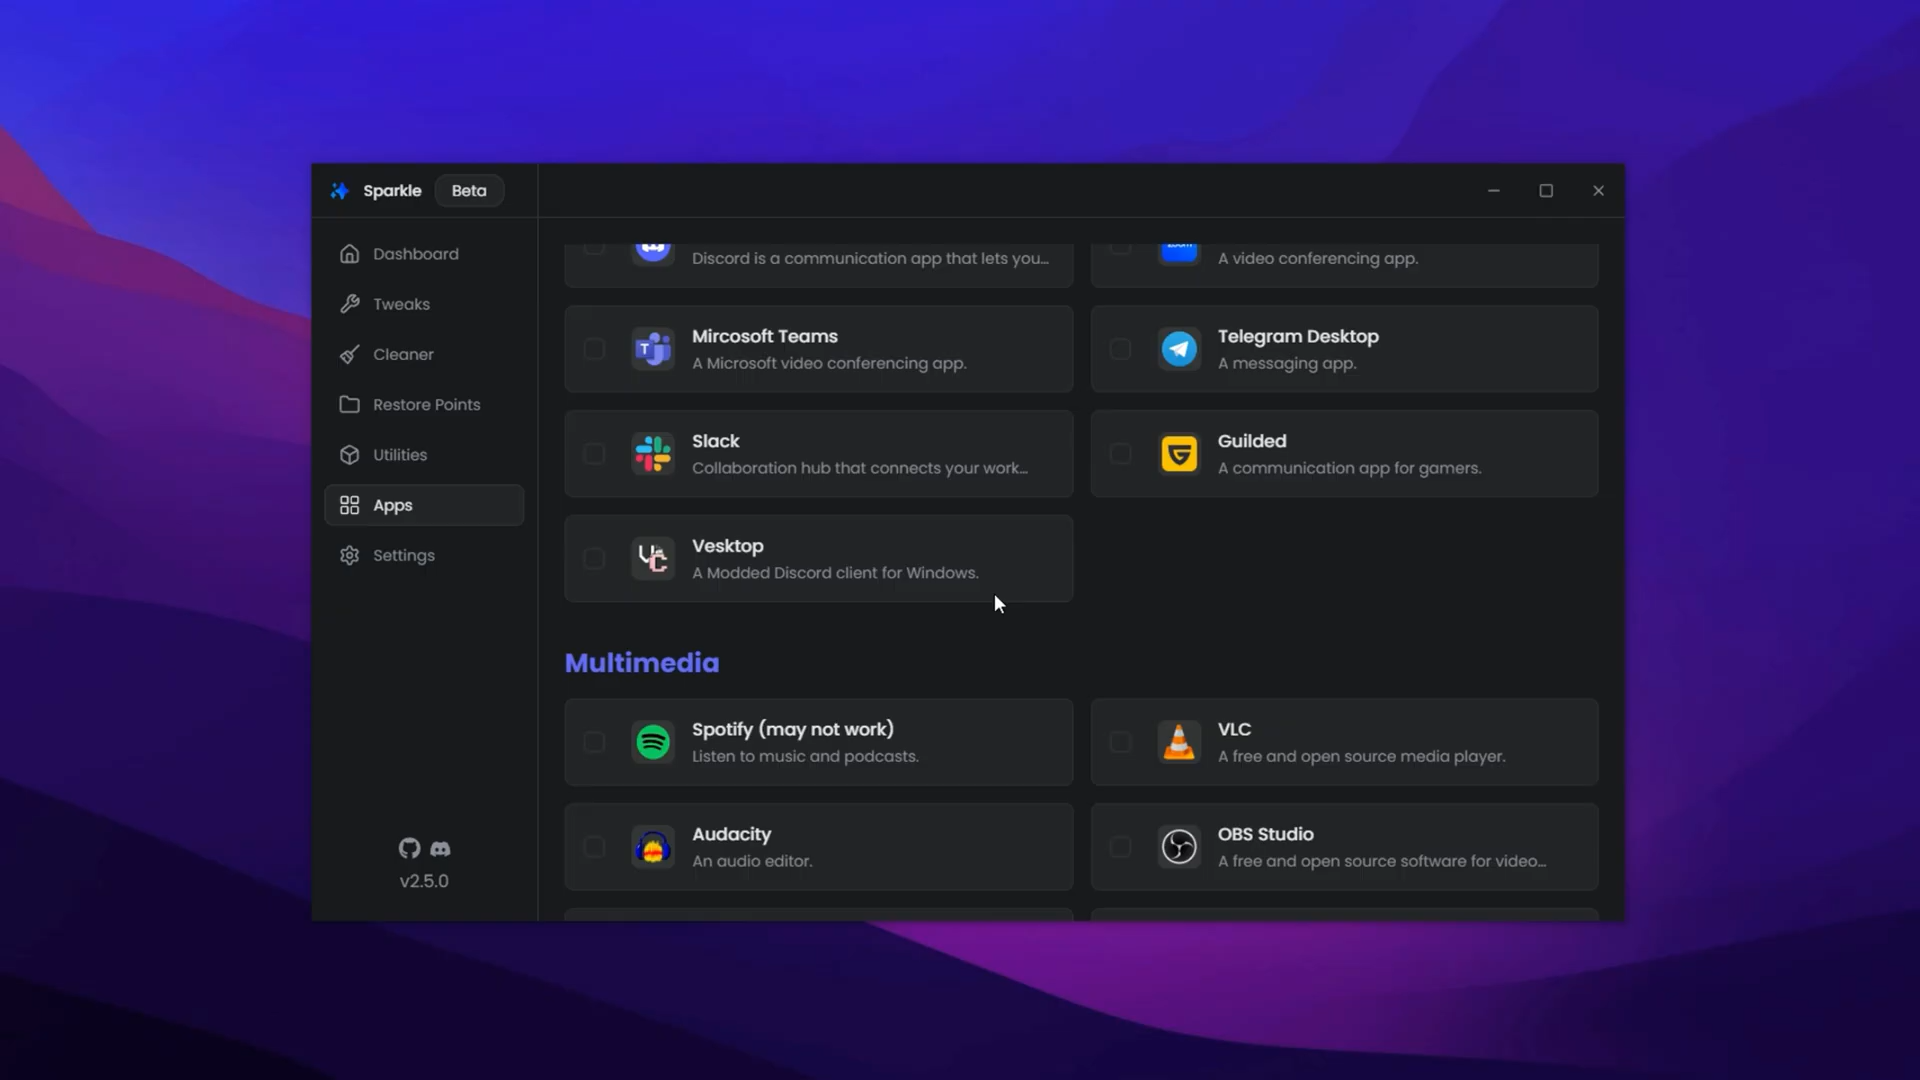 Sparkle Beta
Dashboard
Tweaks
Cleaner
Restore Points
Utilities
Apps
Settings
v2.5.0
Discord is a communication app that lets you...
zoom
A video conferencing app.
Mircosoft Teams
A Microsoft video conferencing app.
Telegram Desktop
A messaging app.
Slack
Collaboration hub that connects your work...
Guilded
A communication app for gamers.
Vesktop
A Modded Discord client for Windows.
Multimedia
Spotify (may not work)
Listen to music and podcasts.
VLC
A free and open source media player.
Audacity
An audio editor.
OBS Studio
A free and open source software for video...